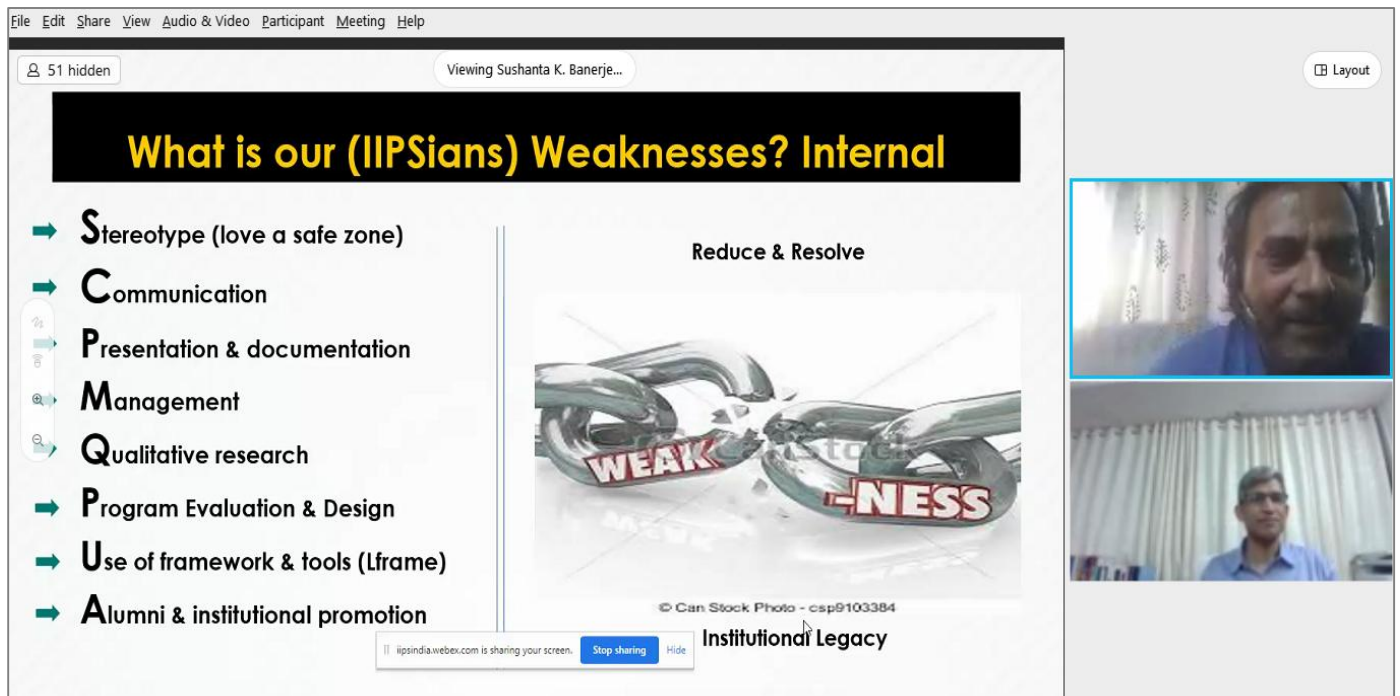 File Edit Share View Audio & Video Participant Meeting Help
51 hidden
Viewing Sushanta K. Banerje...
Layout
What is our (IIPSians) Weaknesses? Internal
Stereotype (love a safe zone)
Communication
Presentation & documentation
Management
Qualitative research
Program Evaluation & Design
Use of framework & tools (Lframe)
Alumni & institutional promotion
Reduce & Resolve
WEAK
-NESS
© Can Stock Photo - csp9103384
Institutional Legacy
iipsindia.webex.com is sharing your screen. Stop sharing Hide